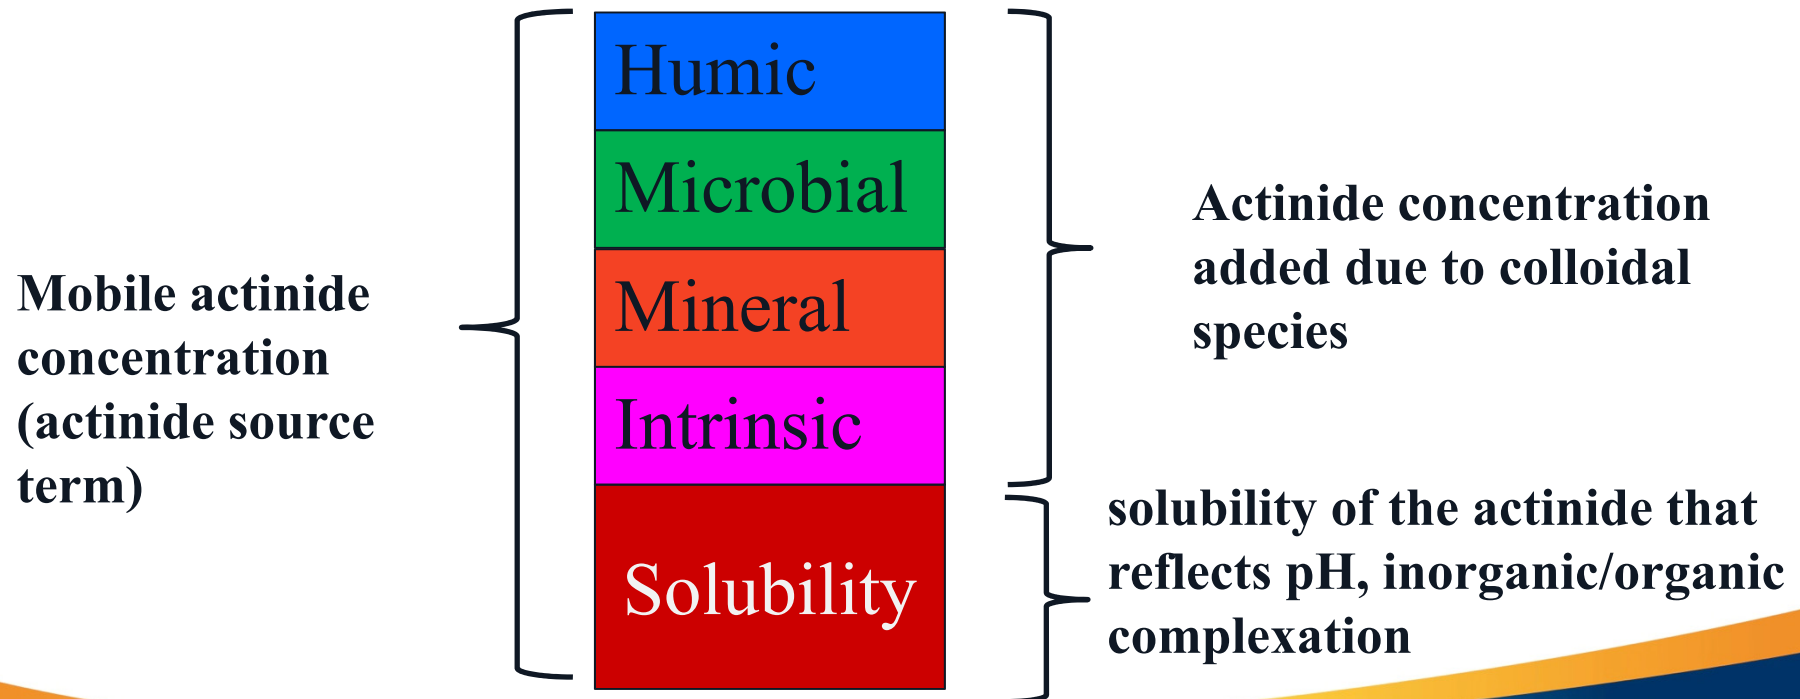 Mobile actinide
concentration
(actinide source
term)
Humic
Microbial
Mineral
Intrinsic
Solubility
Actinide concentration
added due to colloidal
species
solubility of the actinide that
reflects pH, inorganic/organic
complexation